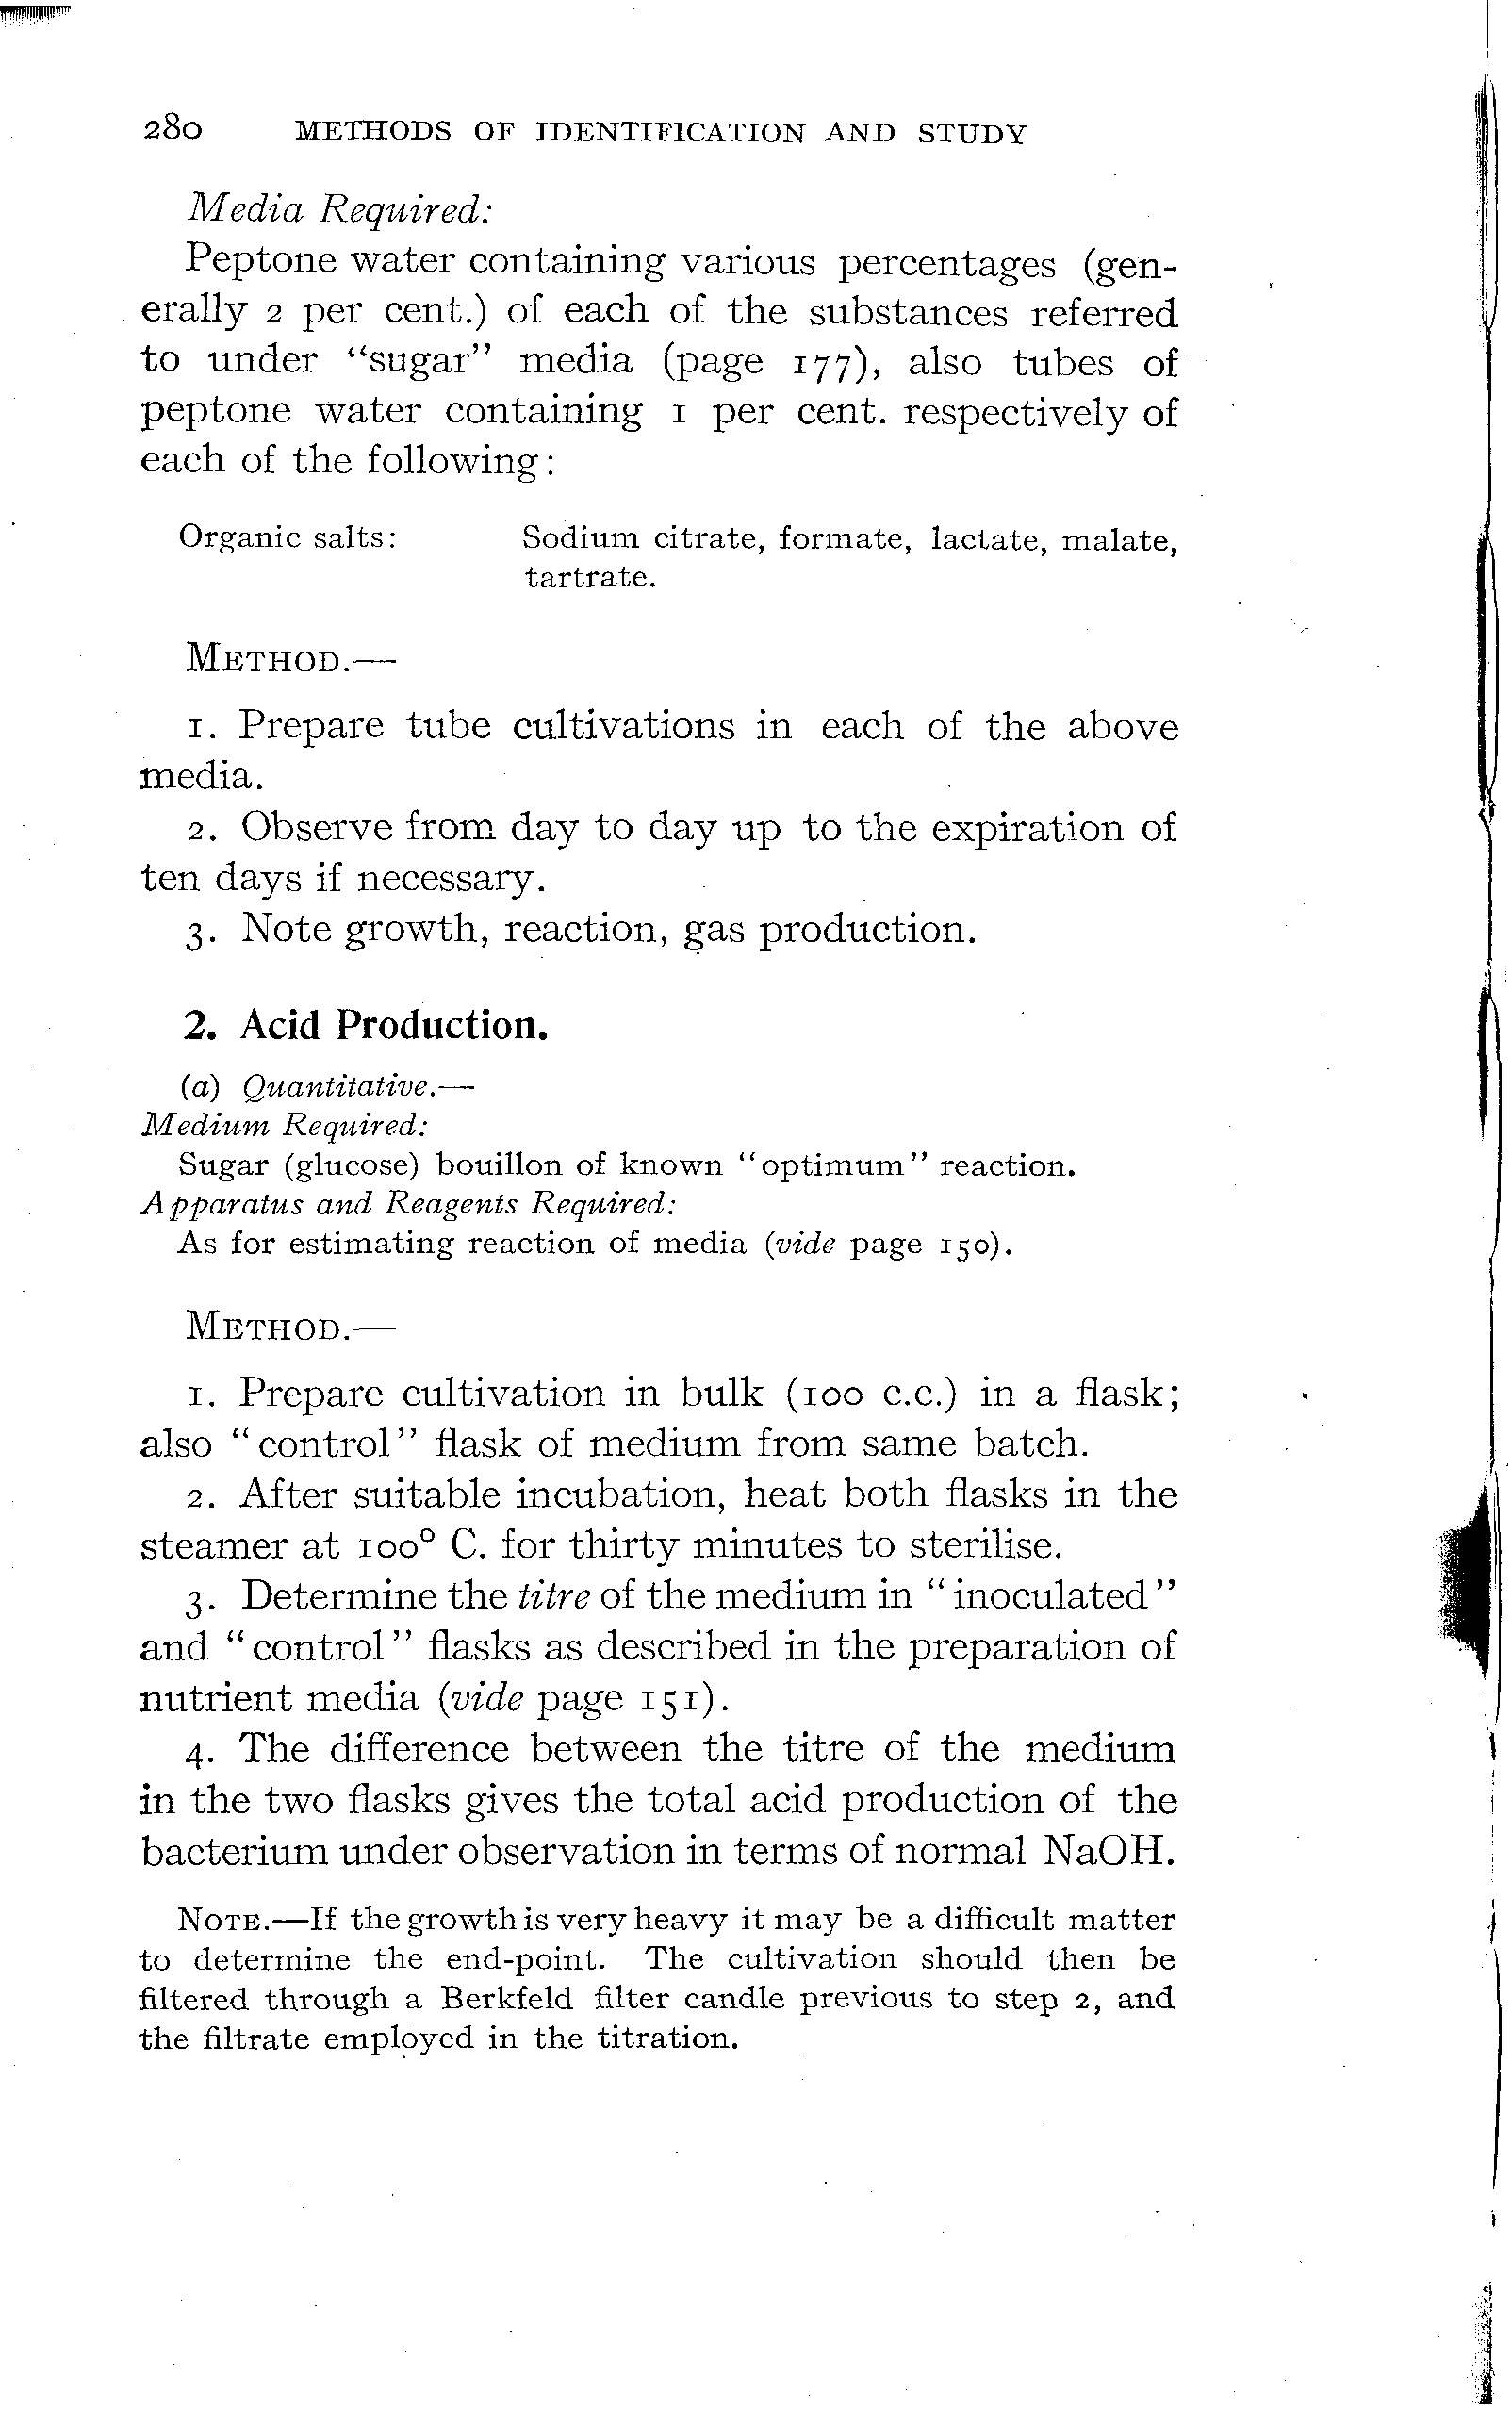 280 METHODS OF IDENTIFICATION AND STUDY
Media Required:
Peptone water containing various percentages (gen-
erally 2 per cent.) of each of the substances referred
to under "sugar" media (page 177), also tubes of
peptone water containing 1 per cent. respectively of
each of the following:
Organic salts: Sodium citrate, formate, lactate, malate,
tartrate.
METHOD.—
1. Prepare tube cultivations in each of the above
media.
2. Observe from day to day up to the expiration of
ten days if necessary.
3. Note growth, reaction, gas production.
2. Acid Production.
(a) Quantitative.—
Medium Required:
Sugar (glucose) bouillon of known "optimum" reaction.
Apparatus and Reagents Required:
As for estimating reaction of media (vide page 150).
METHOD.—
1. Prepare cultivation in bulk (100 c.c.) in a flask;
also "control" flask of medium from same batch.
2. After suitable incubation, heat both flasks in the
steamer at 100° C. for thirty minutes to sterilise.
3. Determine the titre of the medium in "inoculated"
and "control" flasks as described in the preparation of
nutrient media (vide page 151).
4. The difference between the titre of the medium
in the two flasks gives the total acid production of the
bacterium under observation in terms of normal NaOH.
NOTE.—If the growth is very heavy it may be a difficult matter
to determine the end-point. The cultivation should then be
filtered through a Berkfeld filter candle previous to step 2, and
the filtrate employed in the titration.